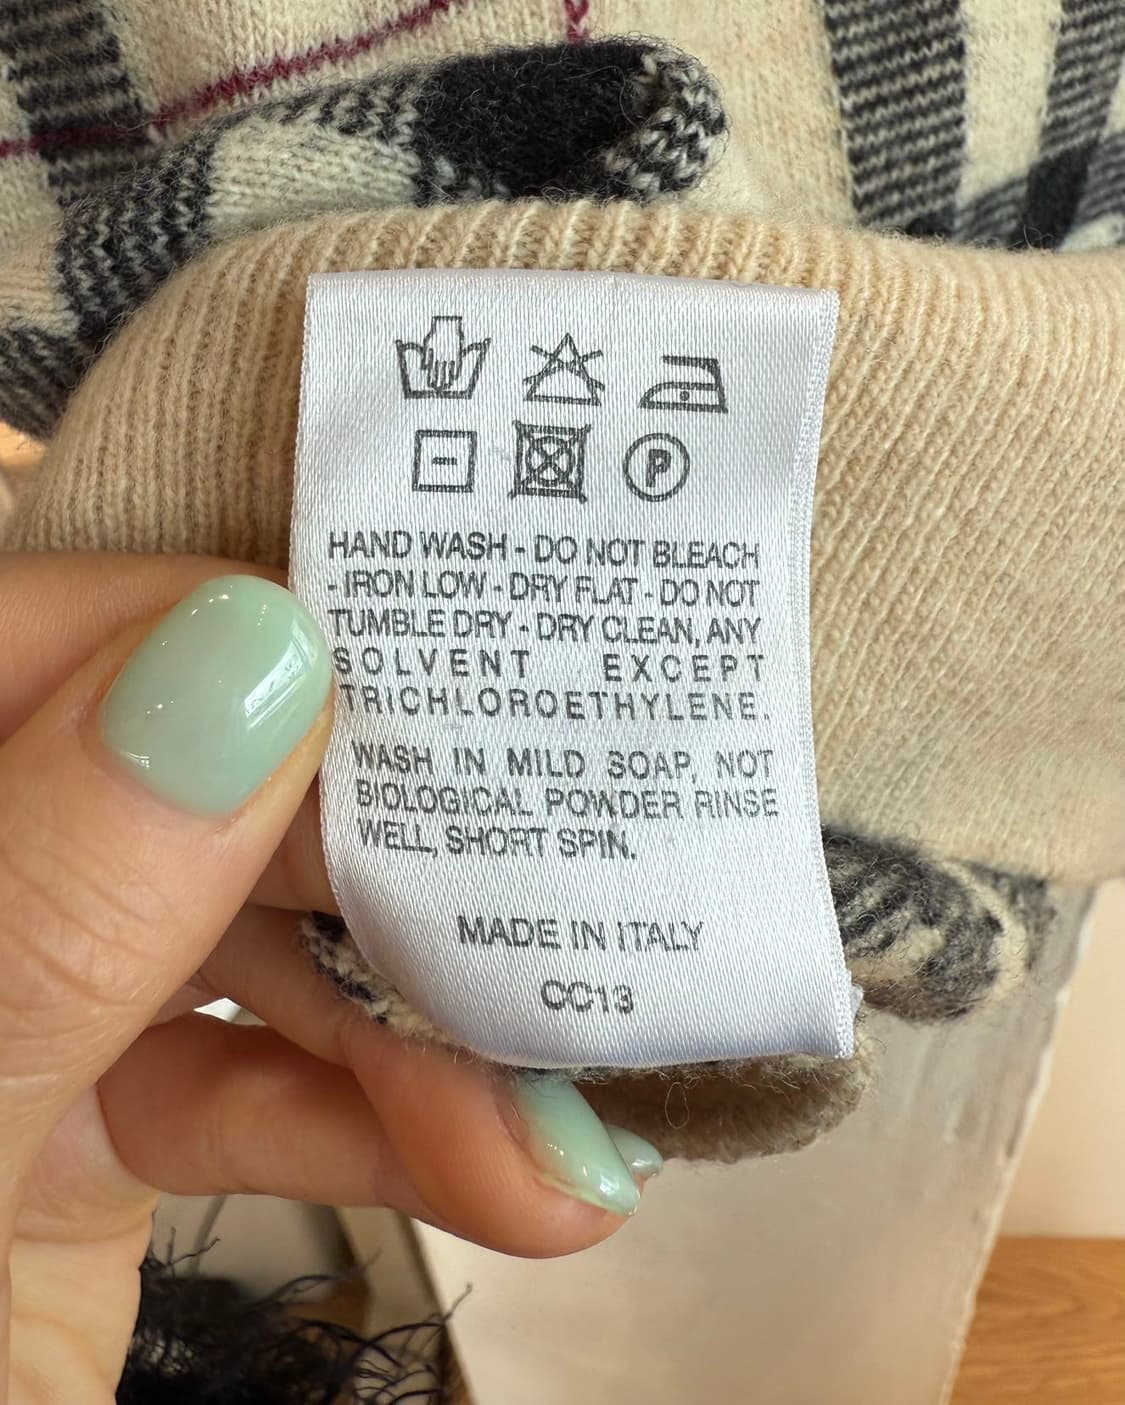 P
HAND WASH - DO NOT BLEACH
- IRON LOW - DRY FLAT - DO NOT
TUMBLE DRY - DRY CLEAN, ANY
SOLVENT EXCEPT
TRICHLOROETHYLENE.
WASH IN MILD SOAP, NOT
BIOLOGICAL POWDER RINSE
WELL, SHORT SPIN.
MADE IN ITALY
CC13